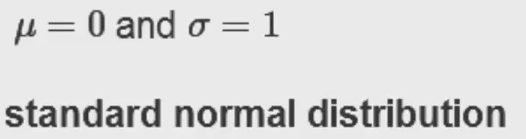 μ = 0 and σ = 1
standard normal distribution